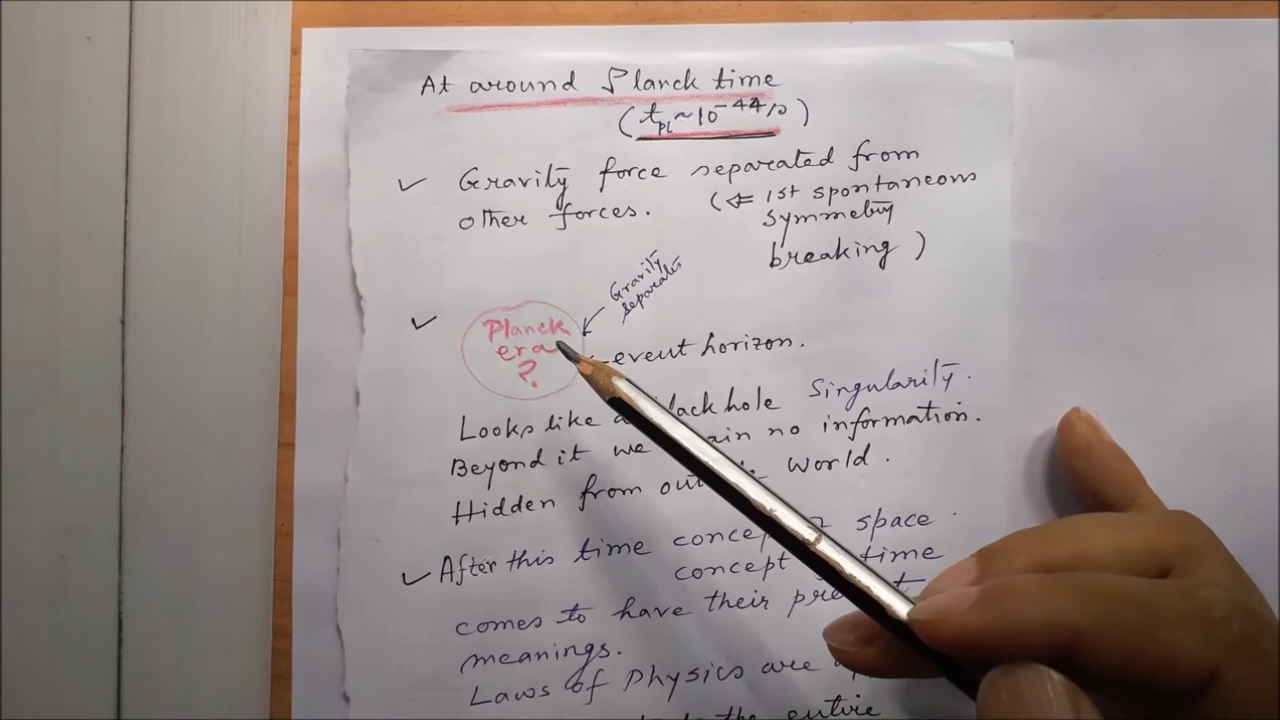 At around Planck time
(t_pl ~ 10^-44 s)
✓ Gravity force separated from
other forces. (⇐ 1st spontaneous
symmetry
breaking)
Gravity
separates
✓ Planck
era
?
event horizon.
Looks like a black hole Singularity.
Beyond it we no information.
Hidden from world.
✓ After this time concept space
concept time
comes to have their
meanings.
Laws of Physics are
the entire